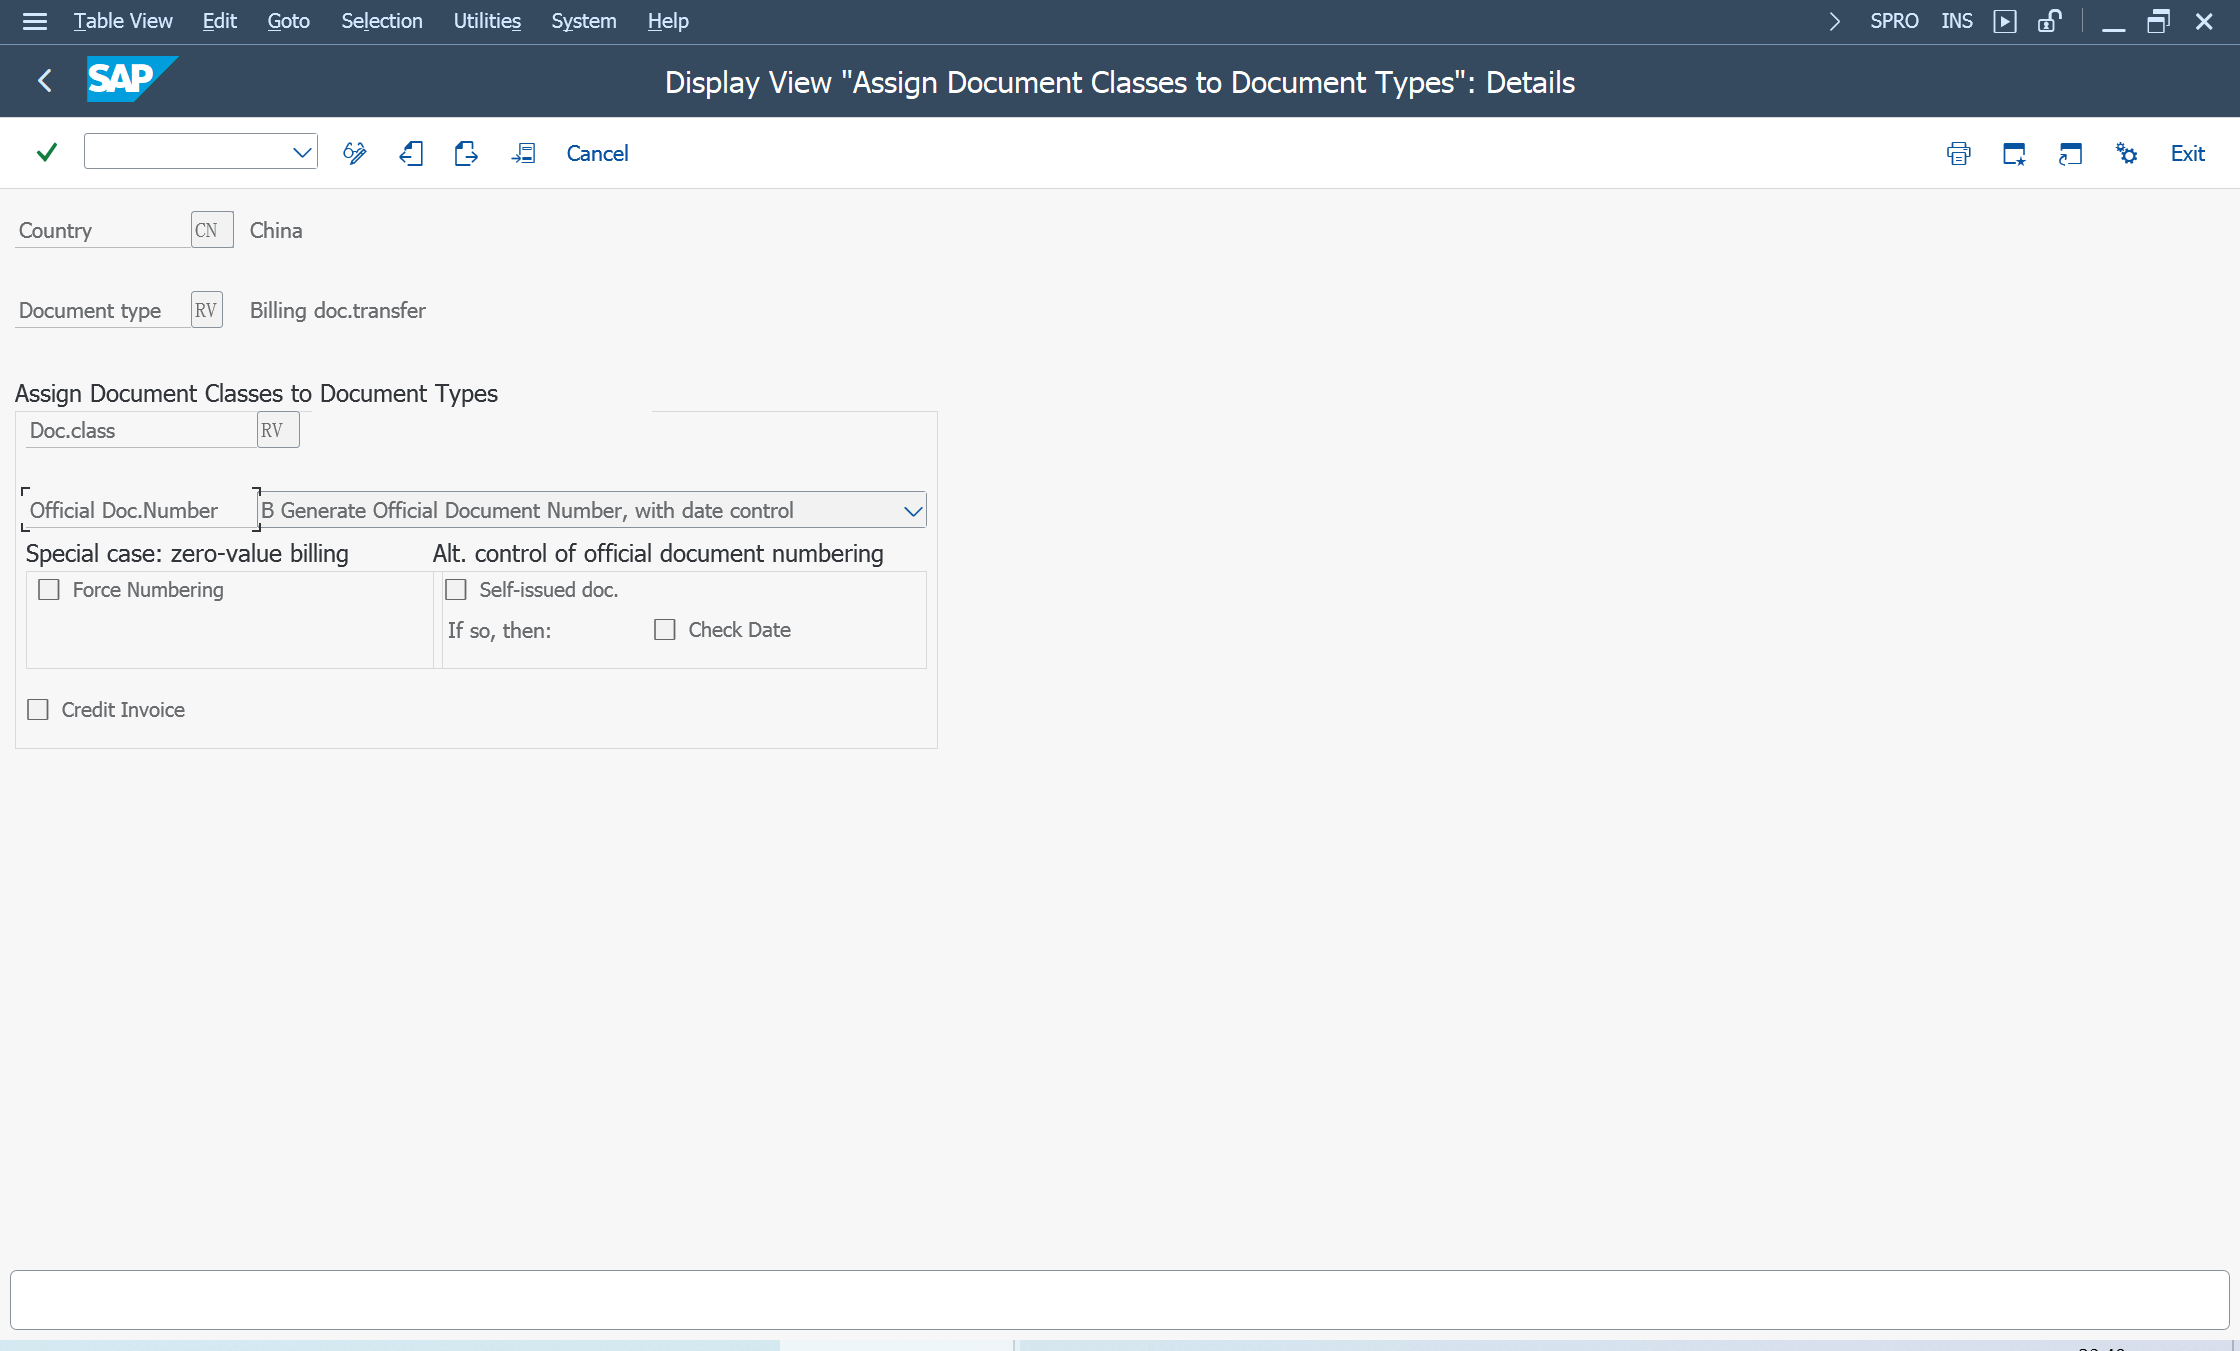 Table View Edit Goto Selection Utilities System Help SPRO INS
SAP Display View "Assign Document Classes to Document Types": Details
Cancel Exit
Country CN China
Document type RV Billing doc.transfer
Assign Document Classes to Document Types
Doc.class RV
Official Doc.Number B Generate Official Document Number, with date control
Special case: zero-value billing Alt. control of official document numbering
Force Numbering Self-issued doc.
If so, then: Check Date
Credit Invoice